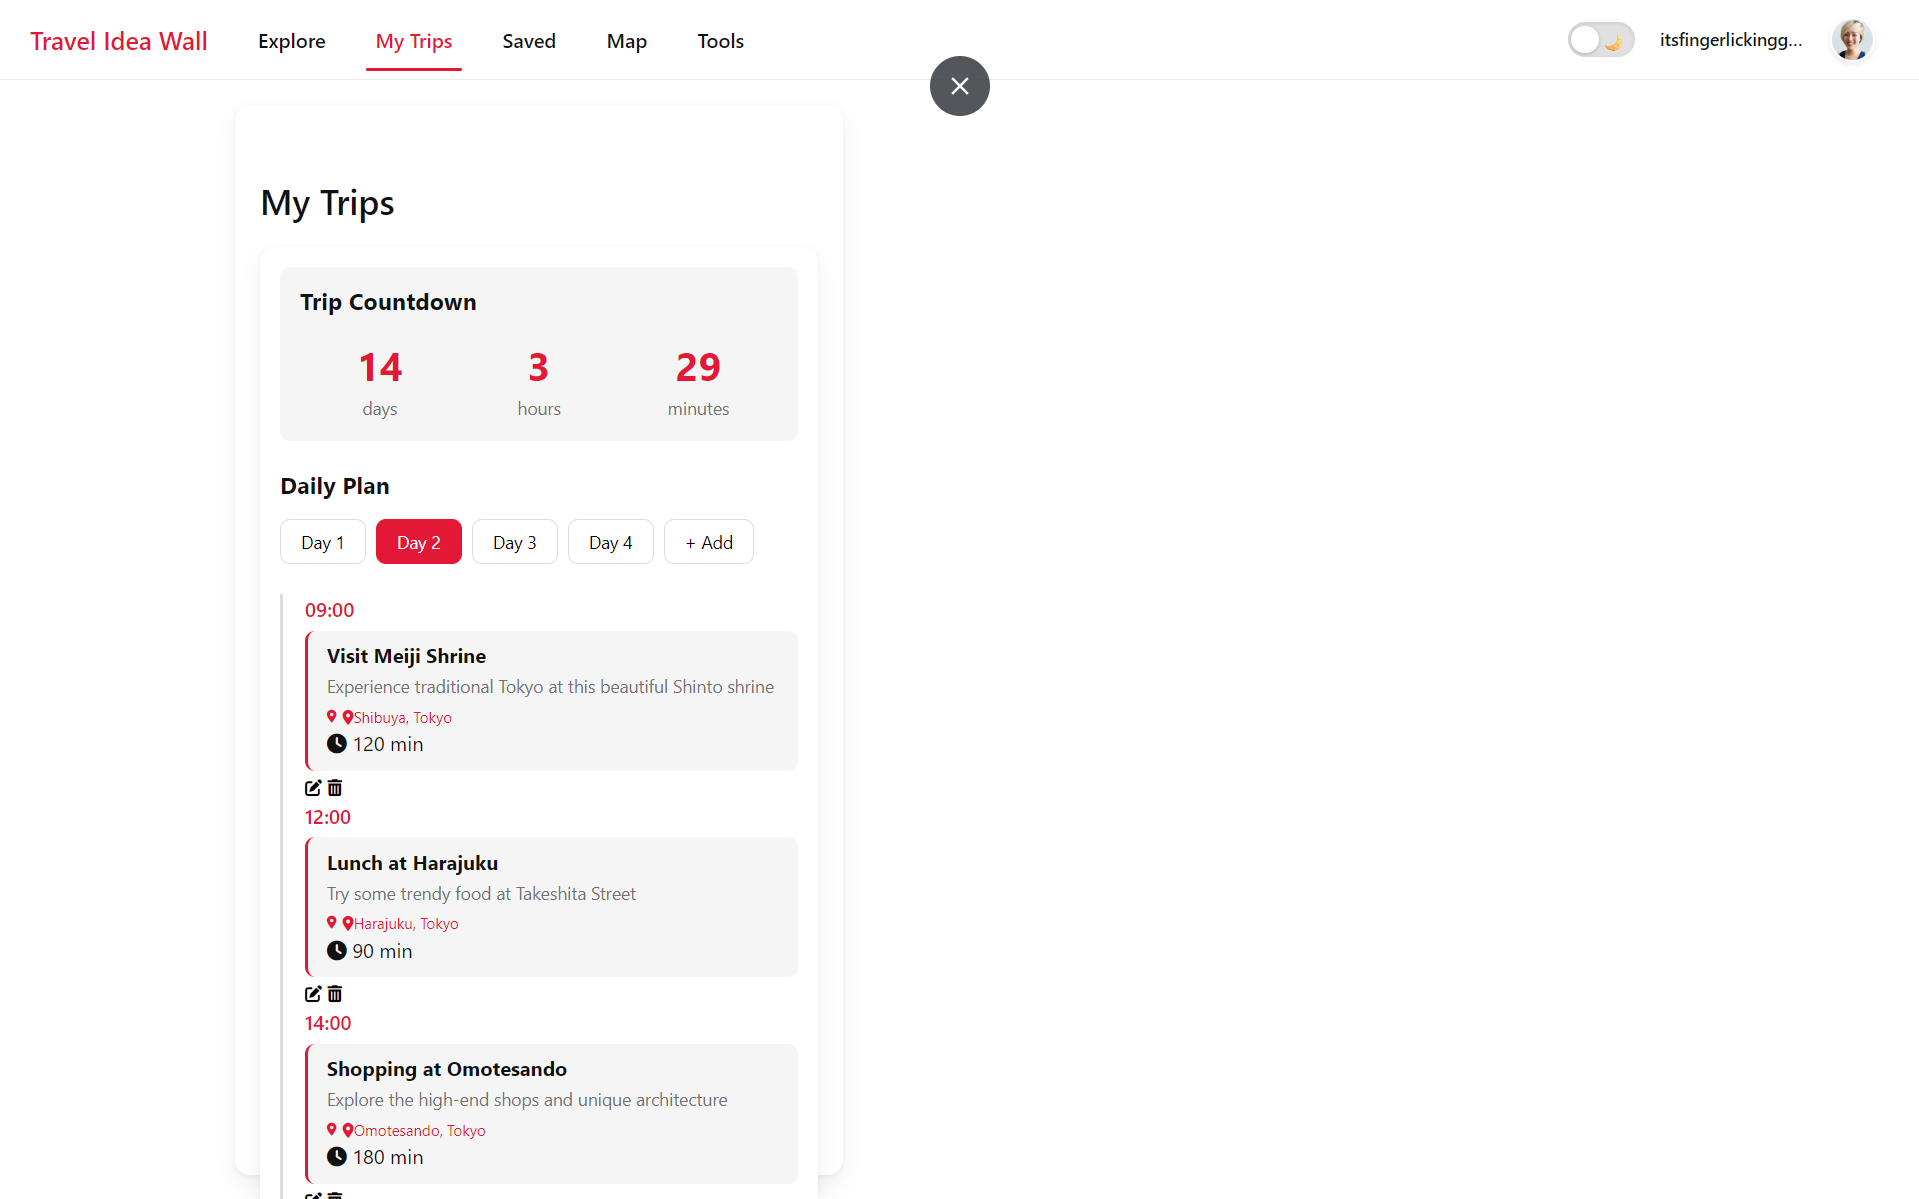 Travel Idea Wall
Explore
My Trips
Saved
Map
Tools
itsfingerlickingg...
My Trips
Trip Countdown
14
3
29
days
hours
minutes
Daily Plan
Day 1
Day 2
Day 3
Day 4
+ Add
09:00
Visit Meiji Shrine
Experience traditional Tokyo at this beautiful Shinto shrine
Shibuya, Tokyo
120 min
12:00
Lunch at Harajuku
Try some trendy food at Takeshita Street
Harajuku, Tokyo
90 min
14:00
Shopping at Omotesando
Explore the high-end shops and unique architecture
Omotesando, Tokyo
180 min